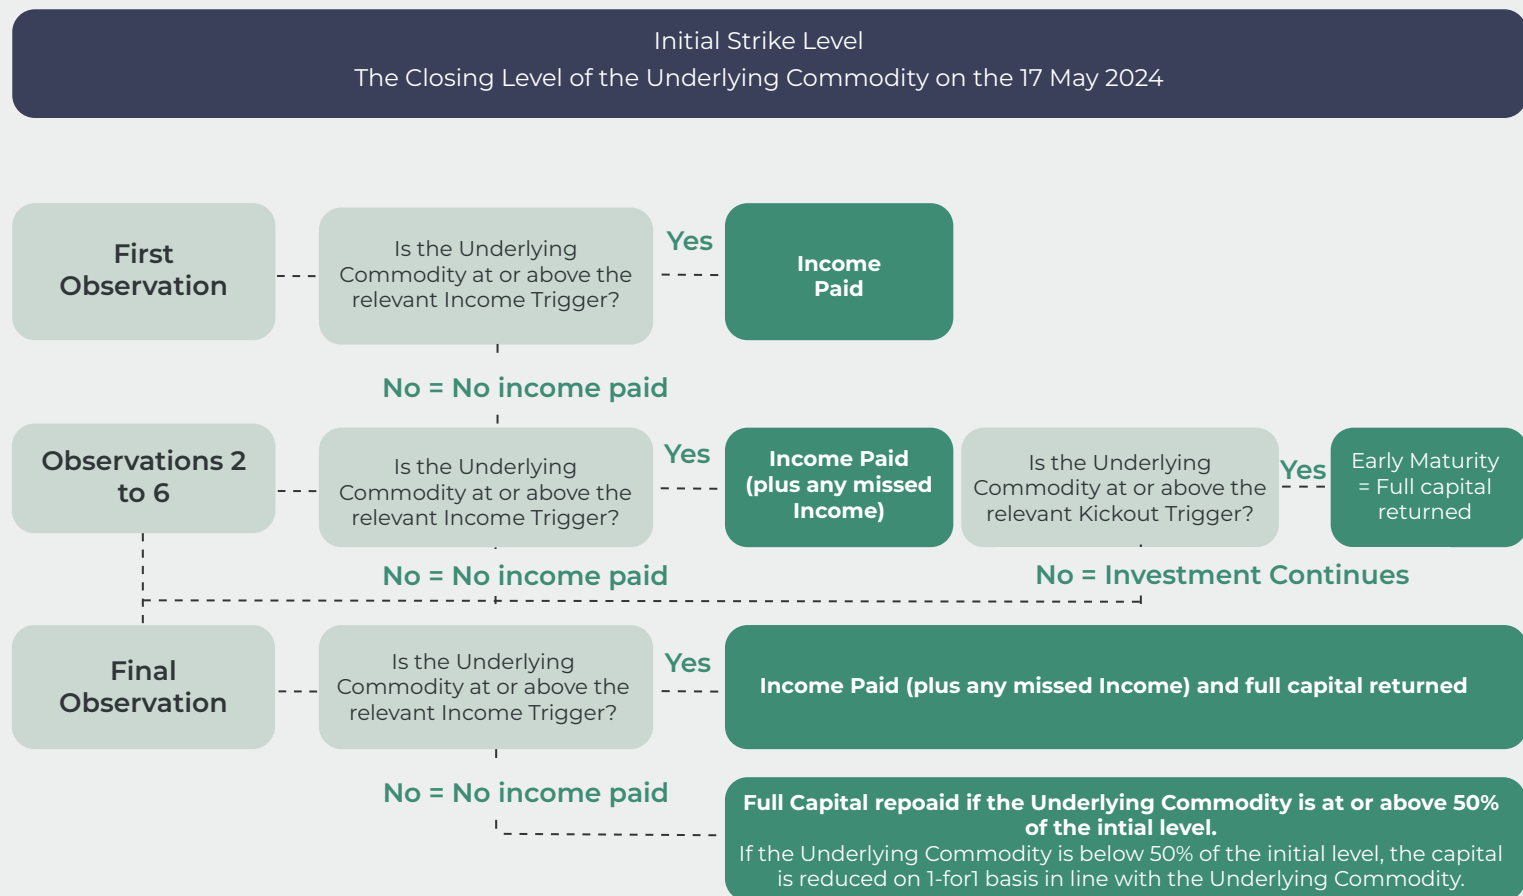 Initial Strike Level
The Closing Level of the Underlying Commodity on the 17 May 2024
First
Observation
Is the Underlying
Commodity at or above the
relevant Income Trigger?
Yes
Income
Paid
No = No income paid
Observations 2
to 6
Is the Underlying
Commodity at or above the
relevant Income Trigger?
Yes
Income Paid
(plus any missed
Income)
Is the Underlying
Commodity at or above the
relevant Kickout Trigger?
Yes
Early Maturity
= Full capital
returned
No = No income paid
No = Investment Continues
Final
Observation
Is the Underlying
Commodity at or above the
relevant Income Trigger?
Yes
Income Paid (plus any missed Income) and full capital returned
No = No income paid
Full Capital repoaid if the Underlying Commodity is at or above 50%
of the intial level.
If the Underlying Commodity is below 50% of the initial level, the capital
is reduced on 1-for1 basis in line with the Underlying Commodity.